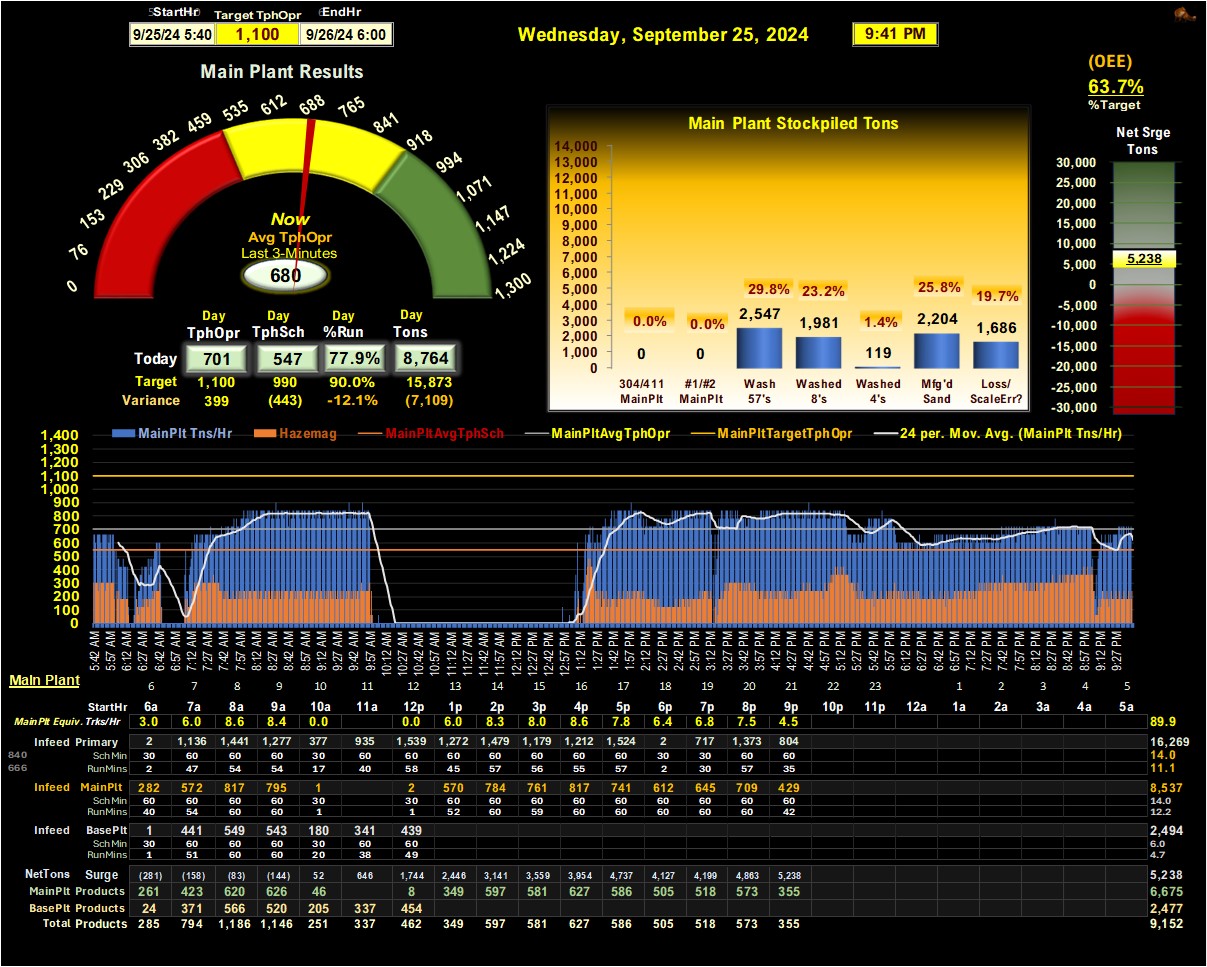 StartHr Target TphOpr EndHr
9/25/24 5:40 1,100 9/26/24 6:00
Wednesday, September 25, 2024 9:41 PM
(OEE)
63.7%
%Target
Main Plant Results
0 76 153 229 306 382 459 535 612 688 765 841 918 994 1,071 1,147 1,224 1,300
Now
Avg TphOpr
Last 3-Minutes
680
Day Day Day Day
TphOpr TphSch %Run Tons
Today 701 547 77.9% 8,764
Target 1,100 990 90.0% 15,873
Variance 399 (443) -12.1% (7,109)
Main Plant Stockpiled Tons
14,000
13,000
12,000
11,000
10,000
9,000
8,000
7,000
6,000
5,000
4,000
3,000
2,000
1,000
0
0.0% 0.0% 29.8% 23.2% 1.4% 25.8% 19.7%
0 0 2,547 1,981 119 2,204 1,686
304/411 #1/#2 Wash Washed Washed Mfg'd Loss/
MainPlt MainPlt 57's 8's 4's Sand ScaleErr?
Net Srge
Tons
30,000
25,000
20,000
15,000
10,000
5,000
0
-5,000
-10,000
-15,000
-20,000
-25,000
-30,000
5,238
MainPlt Tns/Hr Hazemag MainPltAvgTphSch MainPltAvgTphOpr MainPltTargetTphOpr 24 per. Mov. Avg. (MainPlt Tns/Hr)
1,400
1,300
1,200
1,100
1,000
900
800
700
600
500
400
300
200
100
0
5:42 AM 5:57 AM 6:12 AM 6:27 AM 6:42 AM 6:57 AM 7:12 AM 7:27 AM 7:42 AM 7:57 AM 8:12 AM 8:27 AM 8:42 AM 8:57 AM 9:12 AM 9:27 AM 9:42 AM 9:57 AM 10:12 AM 10:27 AM 10:42 AM 10:57 AM 11:12 AM 11:27 AM 11:42 AM 11:57 AM 12:12 PM 12:27 PM 12:42 PM 12:57 PM 1:12 PM 1:27 PM 1:42 PM 1:57 PM 2:12 PM 2:27 PM 2:42 PM 2:57 PM 3:12 PM 3:27 PM 3:42 PM 3:57 PM 4:12 PM 4:27 PM 4:42 PM 4:57 PM 5:12 PM 5:27 PM 5:42 PM 5:57 PM 6:12 PM 6:27 PM 6:42 PM 6:57 PM 7:12 PM 7:27 PM 7:42 PM 7:57 PM 8:12 PM 8:27 PM 8:42 PM 8:57 PM 9:12 PM 9:27 PM
Main Plant 6 7 8 9 10 11 12 13 14 15 16 17 18 19 20 21 22 23 1 2 3 4 5
StartHr 6a 7a 8a 9a 10a 11a 12p 1p 2p 3p 4p 5p 6p 7p 8p 9p 10p 11p 12a 1a 2a 3a 4a 5a
MainPlt Equiv. Trks/Hr 3.0 6.0 8.6 8.4 0.0 0.0 6.0 8.3 8.0 8.6 7.8 6.4 6.8 7.5 4.5 89.9
Infeed Primary 2 1,136 1,441 1,277 377 935 1,539 1,272 1,479 1,179 1,212 1,524 2 717 1,373 804 16,269
840 Sch Min 30 60 60 60 30 60 60 60 60 60 60 60 30 30 60 60 14.0
666 RunMins 2 47 54 54 17 40 58 45 57 56 55 57 2 30 57 35 11.1
Infeed MainPlt 282 572 817 795 1 2 570 784 761 817 741 612 645 709 429 8,537
Sch Min 60 60 60 60 30 30 60 60 60 60 60 60 60 60 60 14.0
RunMins 40 54 60 60 1 1 52 60 59 60 60 60 60 60 42 12.2
Infeed BasePlt 1 441 549 543 180 341 439 2,494
Sch Min 30 60 60 60 30 60 60 6.0
RunMins 1 51 60 60 20 38 49 4.7
NetTons Surge (281) (158) (83) (144) 52 646 1,744 2,446 3,141 3,559 3,954 4,737 4,127 4,199 4,863 5,238 5,238
MainPlt Products 261 423 620 626 46 8 349 597 581 627 586 505 518 573 355 6,675
BasePlt Products 24 371 566 520 205 337 454 2,477
Total Products 285 794 1,186 1,146 251 337 462 349 597 581 627 586 505 518 573 355 9,152